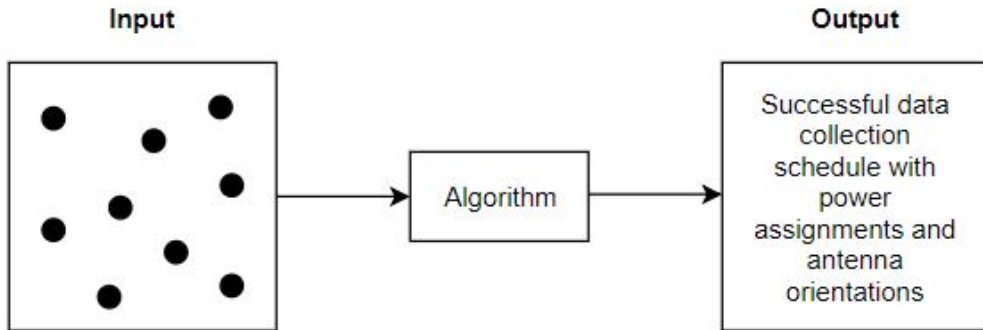 Input
Output
Algorithm
Successful data
collection
schedule with
power
assignments and
antenna
orientations